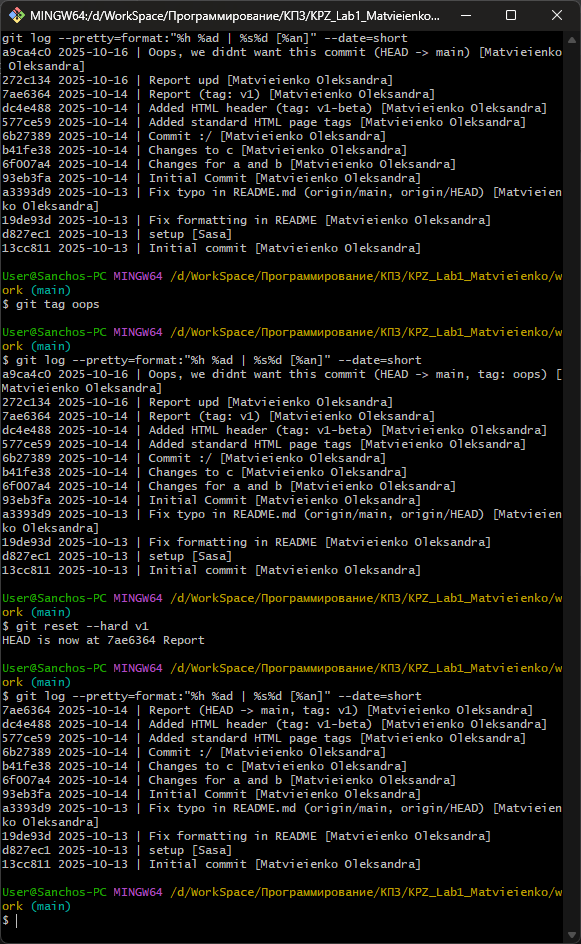 MINGW64:/d/WorkSpace/Программирование/КПЗ/KPZ_Lab1_Matvieienko...
git log --pretty=format:"%h %ad | %s%d [%an]" --date=short
a9ca4c0 2025-10-16 | Oops, we didnt want this commit (HEAD -> main) [Matvieienko
 Oleksandra]
272c134 2025-10-16 | Report upd [Matvieienko Oleksandra]
7ae6364 2025-10-14 | Report (tag: v1) [Matvieienko Oleksandra]
dc4e488 2025-10-14 | Added HTML header (tag: v1-beta) [Matvieienko Oleksandra]
577ce59 2025-10-14 | Added standard HTML page tags [Matvieienko Oleksandra]
6b27389 2025-10-14 | Commit :/ [Matvieienko Oleksandra]
b41fe38 2025-10-14 | Changes to c [Matvieienko Oleksandra]
6f007a4 2025-10-14 | Changes for a and b [Matvieienko Oleksandra]
93eb3fa 2025-10-14 | Initial Commit [Matvieienko Oleksandra]
a3393d9 2025-10-13 | Fix typo in README.md (origin/main, origin/HEAD) [Matvieien
ko Oleksandra]
19de93d 2025-10-13 | Fix formatting in README [Matvieienko Oleksandra]
d827ec1 2025-10-13 | setup [Sasa]
13cc811 2025-10-13 | Initial commit [Matvieienko Oleksandra]
User@Sanchos-PC MINGW64 /d/WorkSpace/Программирование/КПЗ/KPZ_Lab1_Matvieienko/w
ork (main)
$ git tag oops
User@Sanchos-PC MINGW64 /d/WorkSpace/Программирование/КПЗ/KPZ_Lab1_Matvieienko/w
ork (main)
$ git log --pretty=format:"%h %ad | %s%d [%an]" --date=short
a9ca4c0 2025-10-16 | Oops, we didnt want this commit (HEAD -> main, tag: oops) [
Matvieienko Oleksandra]
272c134 2025-10-16 | Report upd [Matvieienko Oleksandra]
7ae6364 2025-10-14 | Report (tag: v1) [Matvieienko Oleksandra]
dc4e488 2025-10-14 | Added HTML header (tag: v1-beta) [Matvieienko Oleksandra]
577ce59 2025-10-14 | Added standard HTML page tags [Matvieienko Oleksandra]
6b27389 2025-10-14 | Commit :/ [Matvieienko Oleksandra]
b41fe38 2025-10-14 | Changes to c [Matvieienko Oleksandra]
6f007a4 2025-10-14 | Changes for a and b [Matvieienko Oleksandra]
93eb3fa 2025-10-14 | Initial Commit [Matvieienko Oleksandra]
a3393d9 2025-10-13 | Fix typo in README.md (origin/main, origin/HEAD) [Matvieien
ko Oleksandra]
19de93d 2025-10-13 | Fix formatting in README [Matvieienko Oleksandra]
d827ec1 2025-10-13 | setup [Sasa]
13cc811 2025-10-13 | Initial commit [Matvieienko Oleksandra]
User@Sanchos-PC MINGW64 /d/WorkSpace/Программирование/КПЗ/KPZ_Lab1_Matvieienko/w
ork (main)
$ git reset --hard v1
HEAD is now at 7ae6364 Report
User@Sanchos-PC MINGW64 /d/WorkSpace/Программирование/КПЗ/KPZ_Lab1_Matvieienko/w
ork (main)
$ git log --pretty=format:"%h %ad | %s%d [%an]" --date=short
7ae6364 2025-10-14 | Report (HEAD -> main, tag: v1) [Matvieienko Oleksandra]
dc4e488 2025-10-14 | Added HTML header (tag: v1-beta) [Matvieienko Oleksandra]
577ce59 2025-10-14 | Added standard HTML page tags [Matvieienko Oleksandra]
6b27389 2025-10-14 | Commit :/ [Matvieienko Oleksandra]
b41fe38 2025-10-14 | Changes to c [Matvieienko Oleksandra]
6f007a4 2025-10-14 | Changes for a and b [Matvieienko Oleksandra]
93eb3fa 2025-10-14 | Initial Commit [Matvieienko Oleksandra]
a3393d9 2025-10-13 | Fix typo in README.md (origin/main, origin/HEAD) [Matvieien
ko Oleksandra]
19de93d 2025-10-13 | Fix formatting in README [Matvieienko Oleksandra]
d827ec1 2025-10-13 | setup [Sasa]
13cc811 2025-10-13 | Initial commit [Matvieienko Oleksandra]
User@Sanchos-PC MINGW64 /d/WorkSpace/Программирование/КПЗ/KPZ_Lab1_Matvieienko/w
ork (main)
$